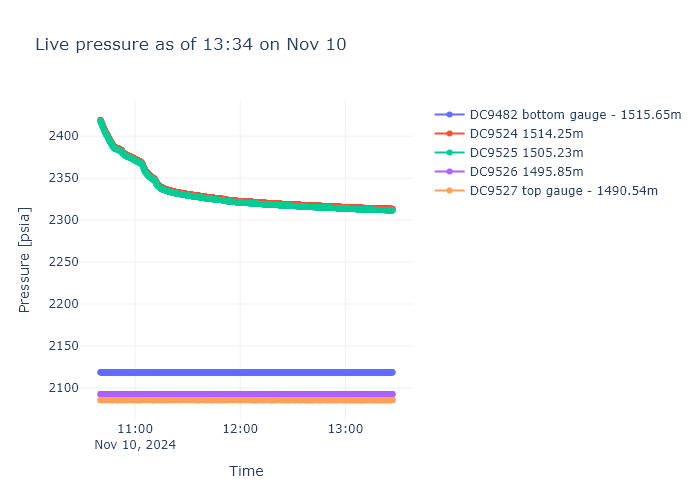 Live pressure as of 13:34 on Nov 10
DC9482 bottom gauge - 1515.65m
DC9524 1514.25m
DC9525 1505.23m
DC9526 1495.85m
DC9527 top gauge - 1490.54m
Pressure [psia]
2400
2350
2300
2250
2200
2150
2100
11:00 12:00 13:00
Nov 10, 2024
Time